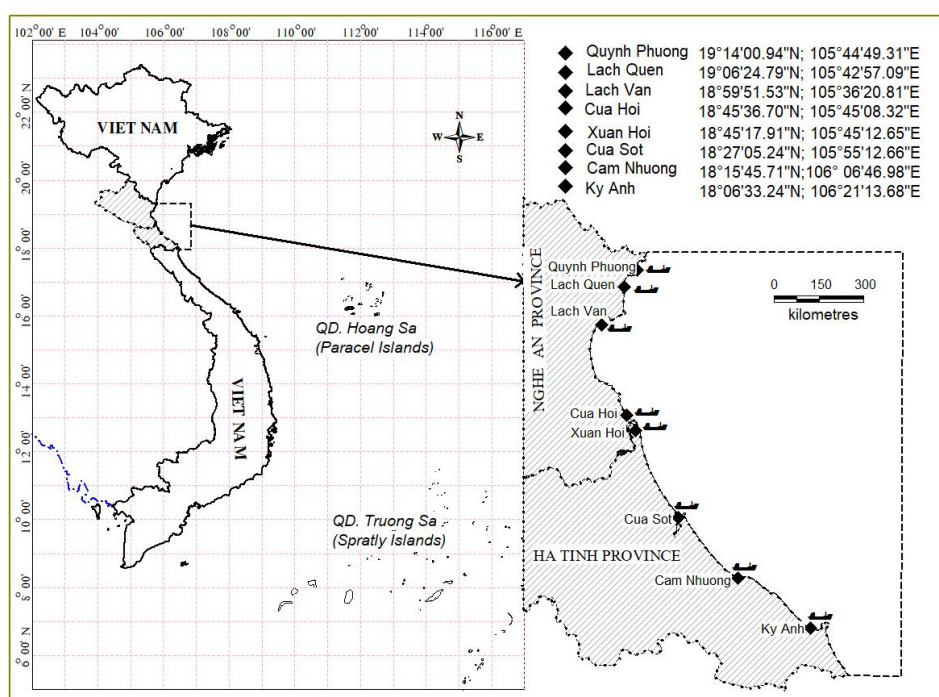 102°00' E 104°00' 106°00' 108°00' 110°00' 112°00' 114°00' 116°00'
22°00' N
20°00'
18°00'
16°00'
14°00'
12°00'
10°00'
8°00'
6°00' N
VIET NAM
N
W E
S
QD. Hoang Sa
(Paracel Islands)
VIET NAM
QD. Truong Sa
(Spratly Islands)
Quynh Phuong 19°14'00.94"N; 105°44'49.31"E
Lach Quen 19°06'24.79"N; 105°42'57.09"E
Lach Van 18°59'51.53"N; 105°36'20.81"E
Cua Hoi 18°45'36.70"N; 105°45'08.32"E
Xuan Hoi 18°45'17.91"N; 105°45'12.65"E
Cua Sot 18°27'05.24"N; 105°55'12.66"E
Cam Nhuong 18°15'45.71"N;106° 06'46.98"E
Ky Anh 18°06'33.24"N; 106°21'13.68"E
NGHE AN PROVINCE
Quynh Phuong
Lach Quen
Lach Van
0 150 300
kilometres
Cua Hoi
Xuan Hoi
Cua Sot
HA TINH PROVINCE
Cam Nhuong
Ky Anh